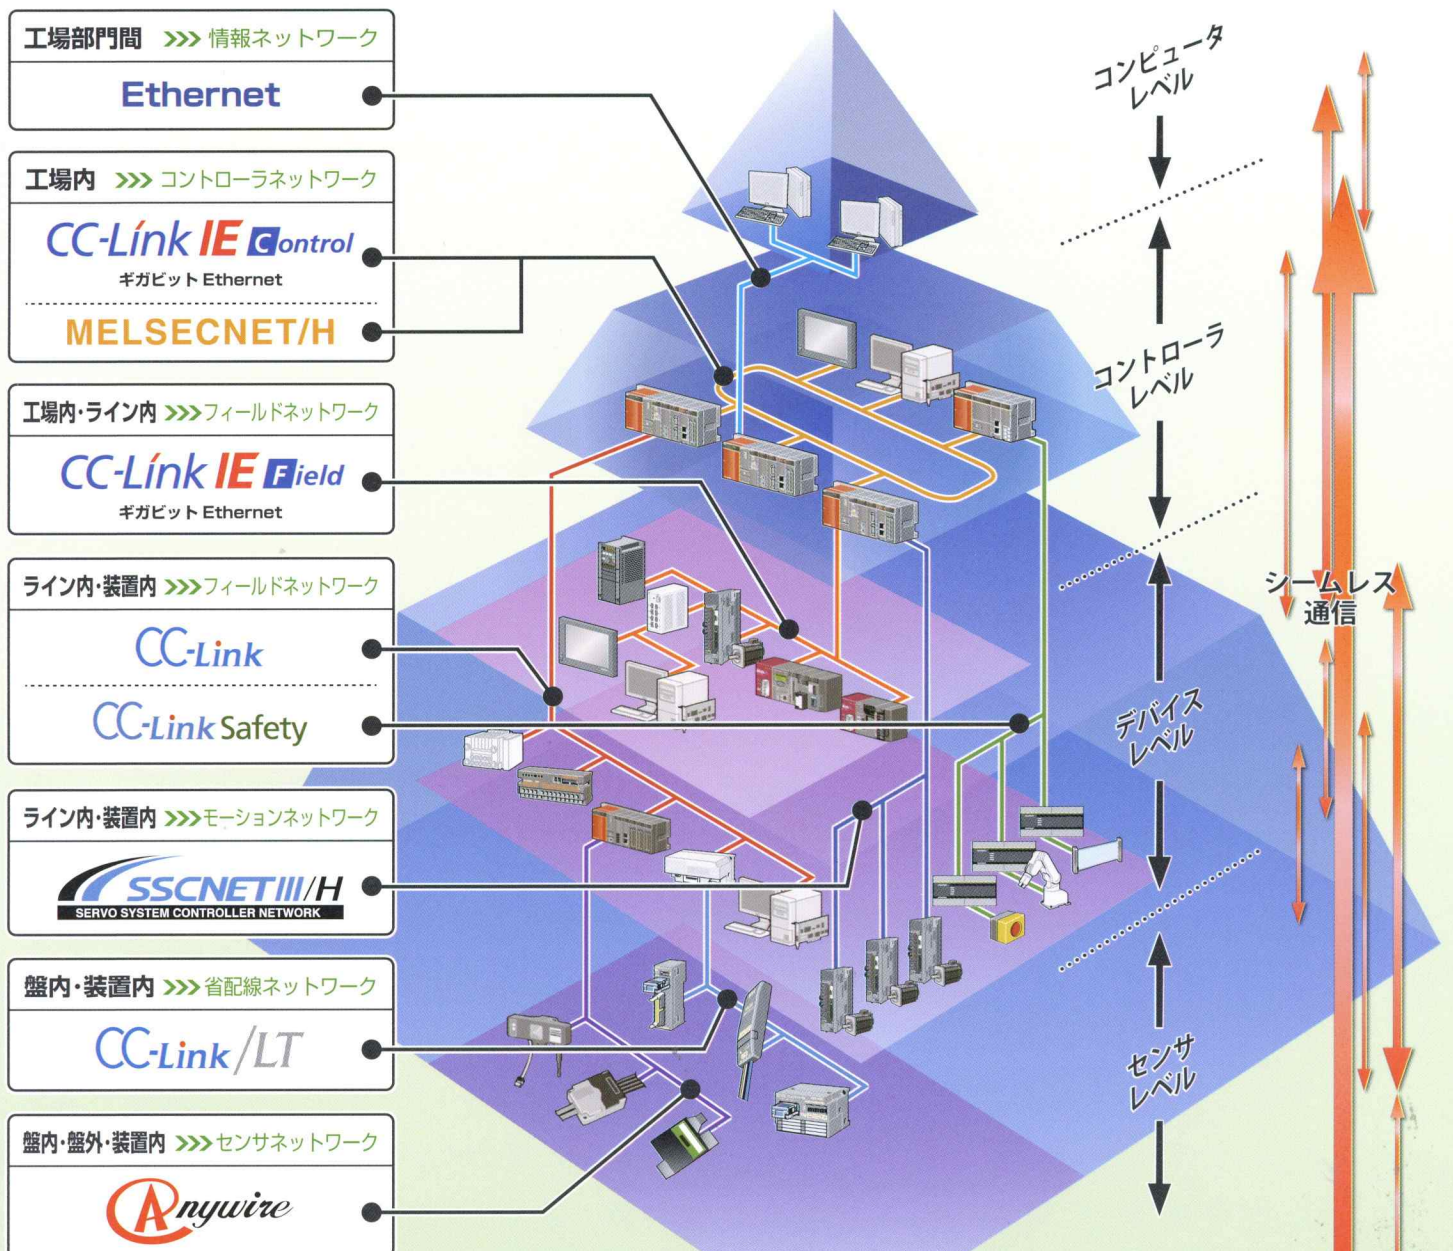 工場部門間 >>> 情報ネットワーク
Ethernet
工場内 >>> コントローラネットワーク
CC-Link IE Control
ギガビット Ethernet
MELSECNET/H
工場内・ライン内 >>> フィールドネットワーク
CC-Link IE Field
ギガビット Ethernet
ライン内・装置内 >>> フィールドネットワーク
CC-Link
CC-Link Safety
ライン内・装置内 >>> モーションネットワーク
SSCNETIII/H
SERVO SYSTEM CONTROLLER NETWORK
盤内・装置内 >>> 省配線ネットワーク
CC-Link/LT
盤内・盤外・装置内 >>> センサネットワーク
Anywire
コンピュータ
レベル
コントローラ
レベル
デバイス
レベル
センサ
レベル
シームレス
通信